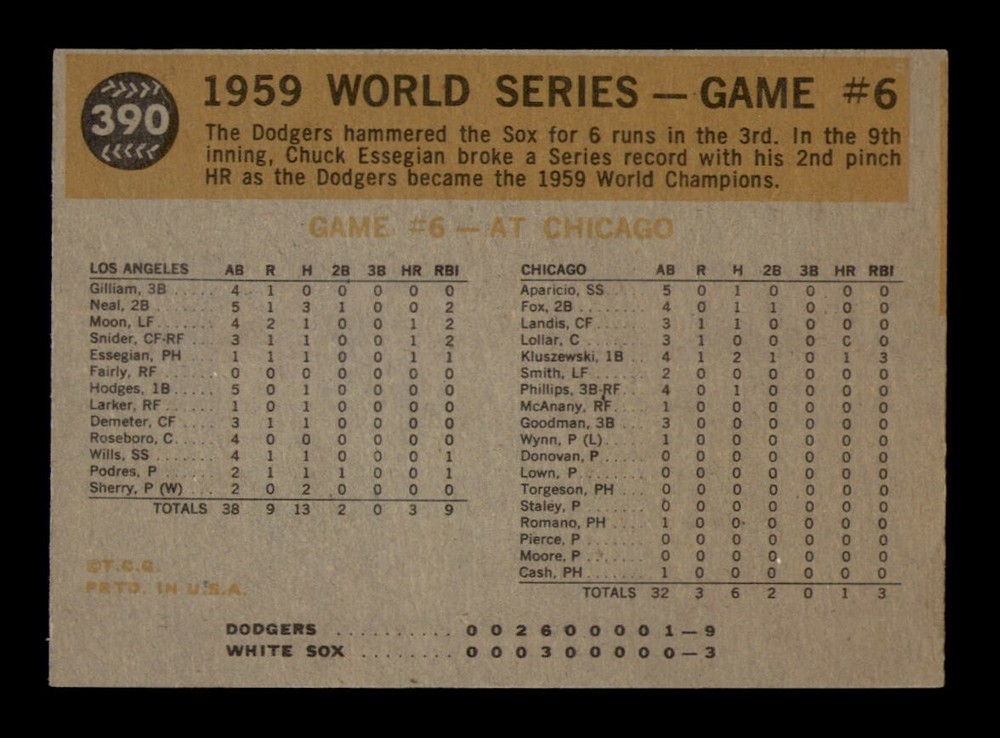 390
1959 WORLD SERIES — GAME #6
The Dodgers hammered the Sox for 6 runs in the 3rd. In the 9th
inning, Chuck Essegian broke a Series record with his 2nd pinch
HR as the Dodgers became the 1959 World Champions.
GAME #6 — AT CHICAGO
LOS ANGELES AB R H 2B 3B HR RBI
Gilliam, 3B ..... 4 1 0 0 0 0 0
Neal, 2B ....... 5 1 3 1 0 0 2
Moon, LF ....... 4 2 1 0 0 1 2
Snider, CF-RF ... 3 1 1 0 0 1 2
Essegian, PH .... 1 1 1 0 0 1 1
Fairly, RF ...... 0 0 0 0 0 0 0
Hodges, 1B ..... 5 0 1 0 0 0 0
Larker, RF ...... 1 0 1 0 0 0 0
Demeter, CF .... 3 1 1 0 0 0 0
Roseboro, C..... 4 0 0 0 0 0 0
Wills, SS ....... 4 1 1 0 0 0 1
Podres, P ...... 2 1 1 1 0 0 1
Sherry, P (W) ... 2 0 2 0 0 0 0
TOTALS 38 9 13 2 0 3 9
CHICAGO AB R H 2B 3B HR RBI
Aparicio, SS ..... 5 0 1 0 0 0 0
Fox, 2B ........ 4 0 1 1 0 0 0
Landis, CF ...... 3 1 1 0 0 0 0
Lollar, C ....... 3 1 0 0 0 0 0
Kluszewski, 1B .. 4 1 2 1 0 1 3
Smith, LF ...... 2 0 0 0 0 0 0
Phillips, 3B-RF .. 4 0 1 0 0 0 0
McAnany, RF.... 1 0 0 0 0 0 0
Goodman, 3B ... 3 0 0 0 0 0 0
Wynn, P (L)..... 1 0 0 0 0 0 0
Donovan, P..... 0 0 0 0 0 0 0
Lown, P........ 0 0 0 0 0 0 0
Torgeson, PH ... 0 0 0 0 0 0 0
Staley, P ....... 0 0 0 0 0 0 0
Romano, PH .... 1 0 0 0 0 0 0
Pierce, P ....... 0 0 0 0 0 0 0
Moore, P ....... 0 0 0 0 0 0 0
Cash, PH ....... 1 0 0 0 0 0 0
TOTALS 32 3 6 2 0 1 3
©T.C.G.
PRTD. IN U.S.A.
DODGERS .......... 0 0 2 6 0 0 0 0 1 — 9
WHITE SOX ........ 0 0 0 3 0 0 0 0 0 — 3